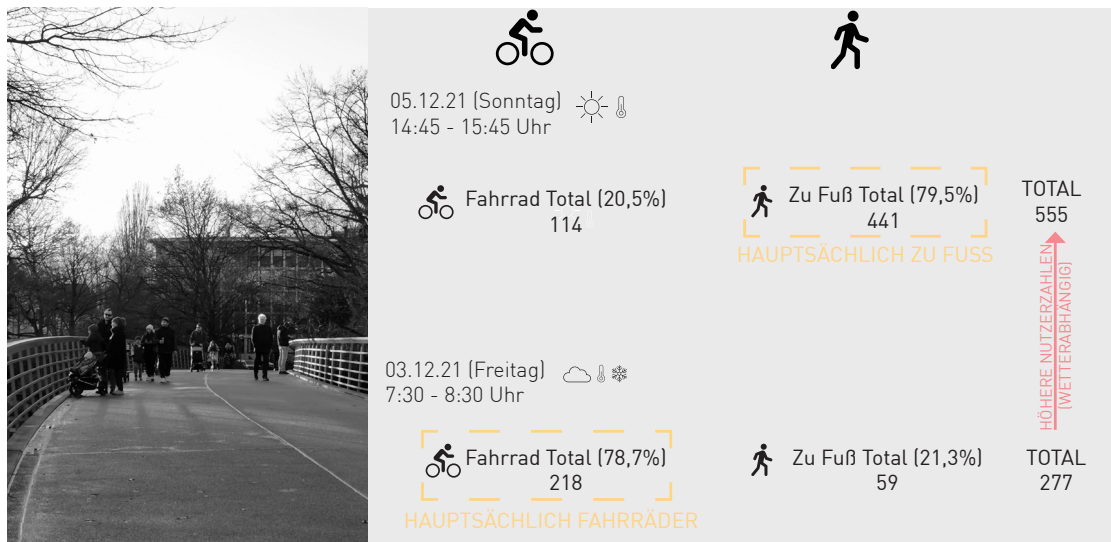 05.12.21 (Sonntag)
14:45 - 15:45 Uhr
Fahrrad Total (20,5%)
114
Zu Fuß Total (79,5%)
441
HAUPTSÄCHLICH ZU FUSS
TOTAL
555
HÖHERE NUTZERZAHLEN
(WETTERABHÄNGIG)
03.12.21 (Freitag)
7:30 - 8:30 Uhr
Fahrrad Total (78,7%)
218
HAUPTSÄCHLICH FAHRRÄDER
Zu Fuß Total (21,3%)
59
TOTAL
277